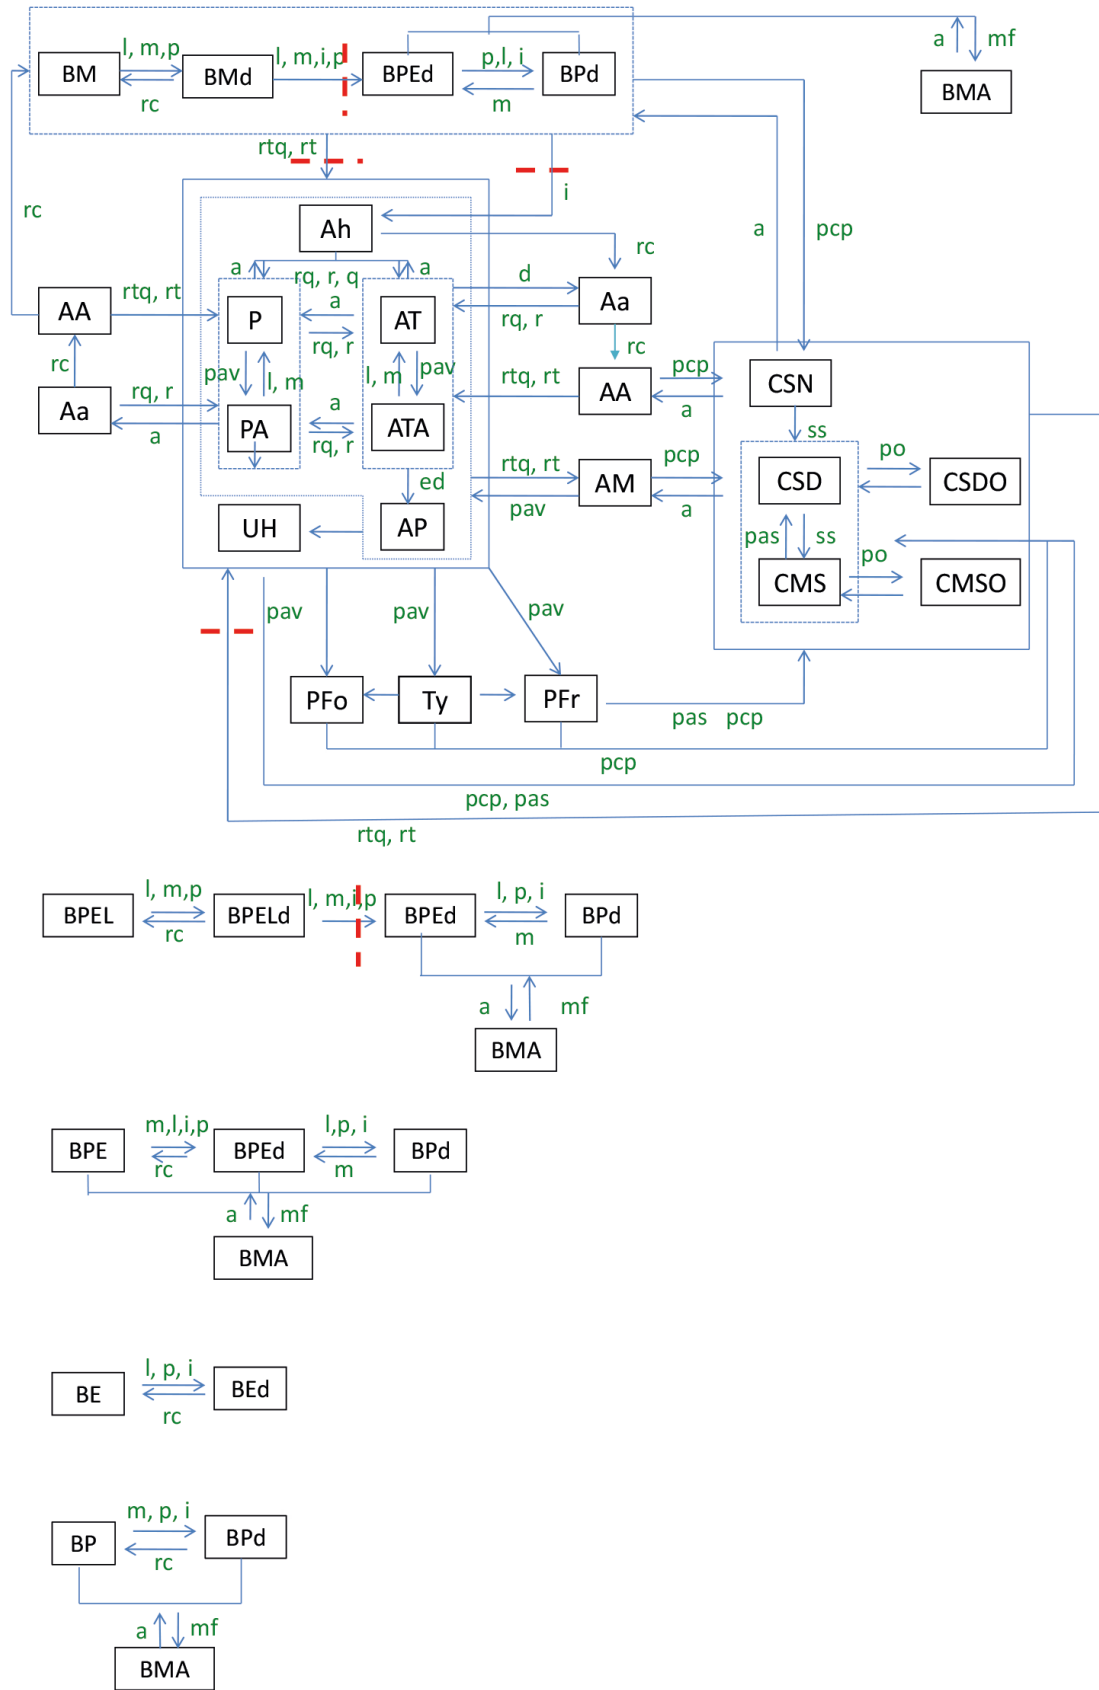 l, m,p
l, m,i,p
p,l, i
a
mf
BM
BMd
BPEd
BPd
BMA
rc
m
rtq, rt
i
rc
a
pcp
Ah
rc
a
rq, r, q
a
d
AA
rtq, rt
P
a
AT
Aa
rq, r
rq, r
rc
rc
pav
l, m
l, m
pav
rtq, rt
AA
pcp
CSN
Aa
rq, r
a
PA
a
ATA
a
rq, r
ss
rtq, rt
pcp
po
ed
AM
CSD
CSDO
pav
a
UH
AP
pas
ss
po
CMS
CMSO
pav
pav
pav
PFo
Ty
PFr
pas pcp
pcp
pcp, pas
rtq, rt
l, m,p
l, m,i,p
l, p, i
BPEL
BPELd
BPEd
BPd
rc
m
a
mf
BMA
m,l,i,p
l,p, i
BPE
BPEd
BPd
rc
m
a
mf
BMA
l, p, i
BE
BEd
rc
m, p, i
BP
BPd
rc
a
mf
BMA